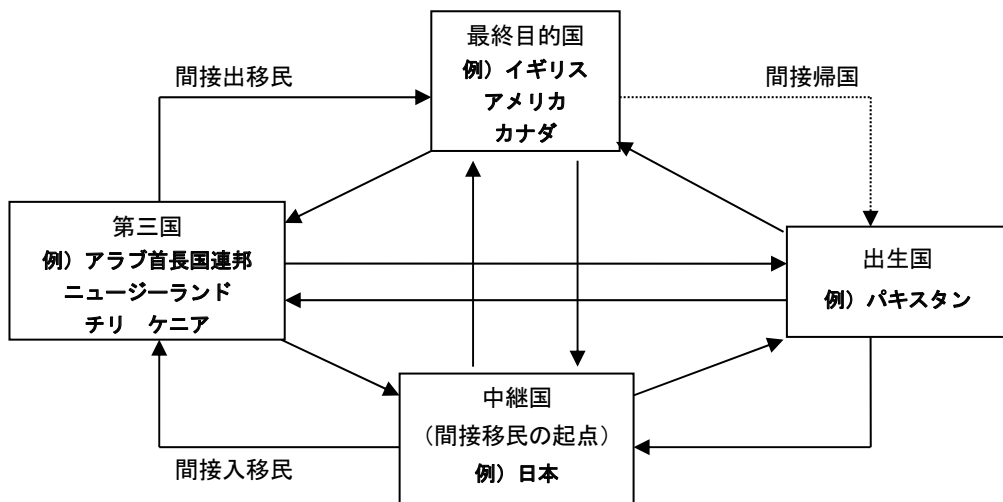 最終目的国
例）イギリス
アメリカ
カナダ
間接出移民
間接帰国
第三国
例）アラブ首長国連邦
ニュージーランド
チリ　ケニア
出生国
例）パキスタン
中継国
（間接移民の起点）
例）日本
間接入移民